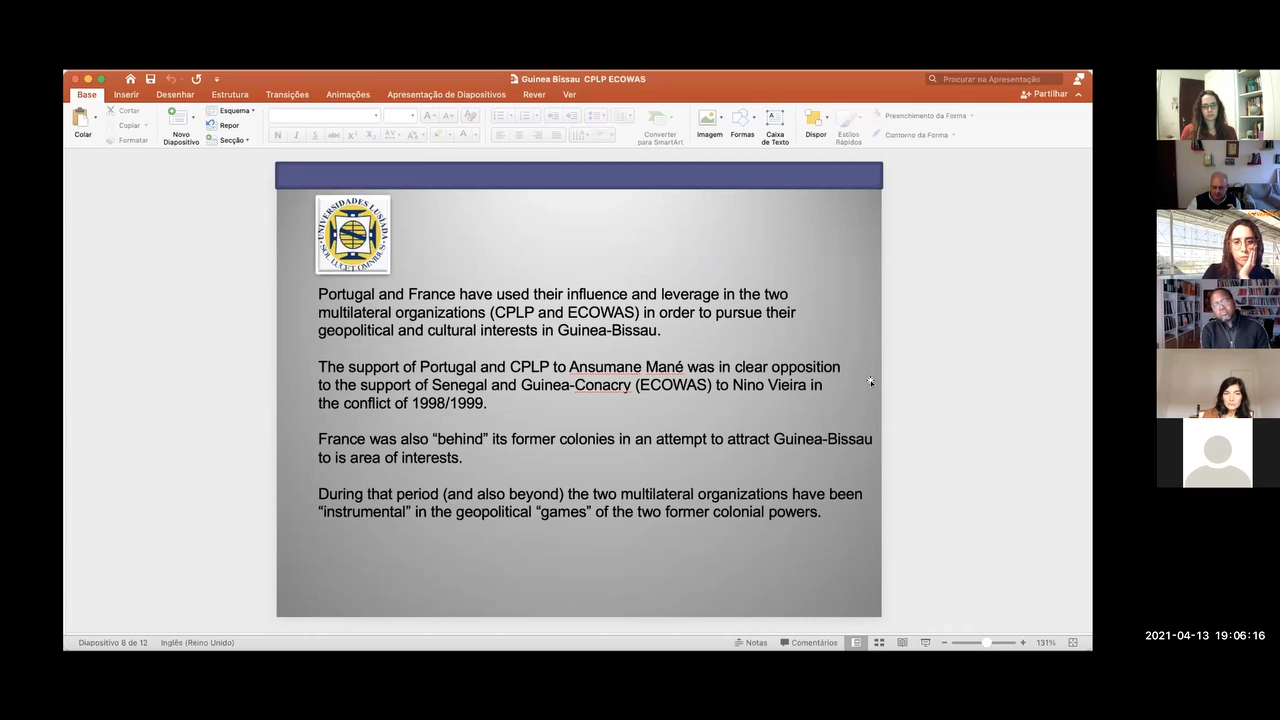 Guinea Bissau CPLP ECOWAS
Procurar na Apresentação
Base Inserir Desenhar Estrutura Transições Animações Apresentação de Diapositivos Rever Ver
Partilhar
Colar
Cortar
Copiar
Formatar
Novo
Diapositivo
Esquema
Repor
Secção
Converter
para SmartArt
Imagem
Formas
Caixa
de Texto
Dispor
Estilos
Rápidos
Preenchimento da Forma
Contorno da Forma
UNIVERSIDADES LUSÍADA
SOL LUCET OMNIBUS
Portugal and France have used their influence and leverage in the two
multilateral organizations (CPLP and ECOWAS) in order to pursue their
geopolitical and cultural interests in Guinea-Bissau.
The support of Portugal and CPLP to Ansumane Mané was in clear opposition
to the support of Senegal and Guinea-Conacry (ECOWAS) to Nino Vieira in
the conflict of 1998/1999.
France was also “behind” its former colonies in an attempt to attract Guinea-Bissau
to is area of interests.
During that period (and also beyond) the two multilateral organizations have been
“instrumental” in the geopolitical “games” of the two former colonial powers.
Diapositivo 8 de 12 Inglês (Reino Unido)
Notas Comentários 131%
2021-04-13 19:06:16